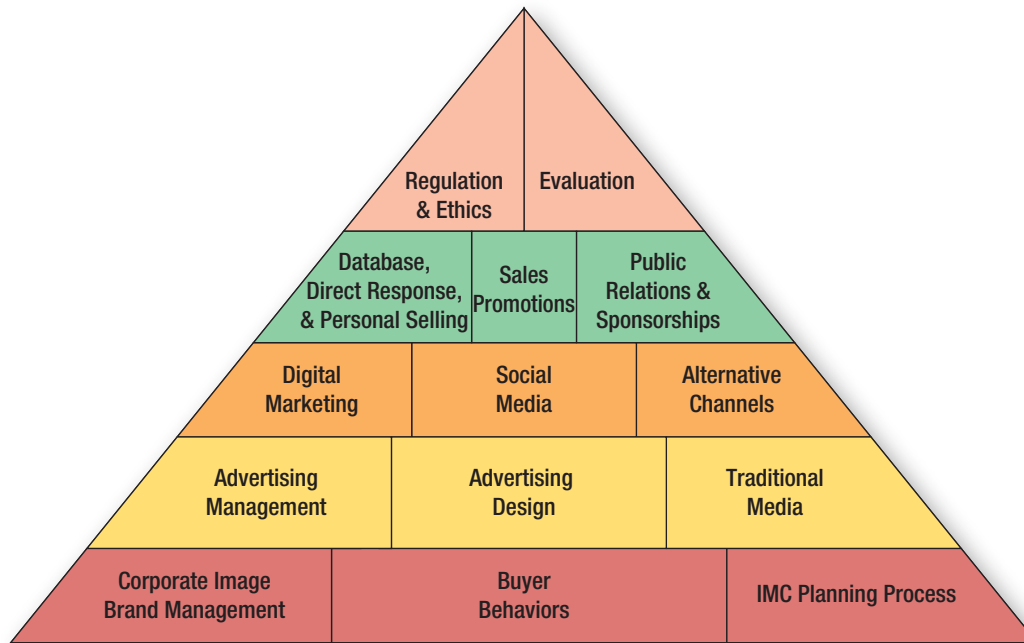 Regulation
& Ethics
Evaluation
Database,
Direct Response,
& Personal Selling
Sales
Promotions
Public
Relations &
Sponsorships
Digital
Marketing
Social
Media
Alternative
Channels
Advertising
Management
Advertising
Design
Traditional
Media
Corporate Image
Brand Management
Buyer
Behaviors
IMC Planning Process